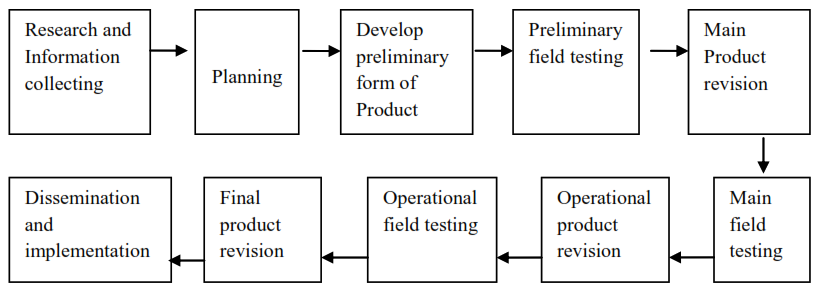 Research and
Information
collecting
Planning
Develop
preliminary
form of
Product
Preliminary
field testing
Main
Product
revision
Dissemination
and
implementation
Final
product
revision
Operational
field testing
Operational
product
revision
Main
field
testing